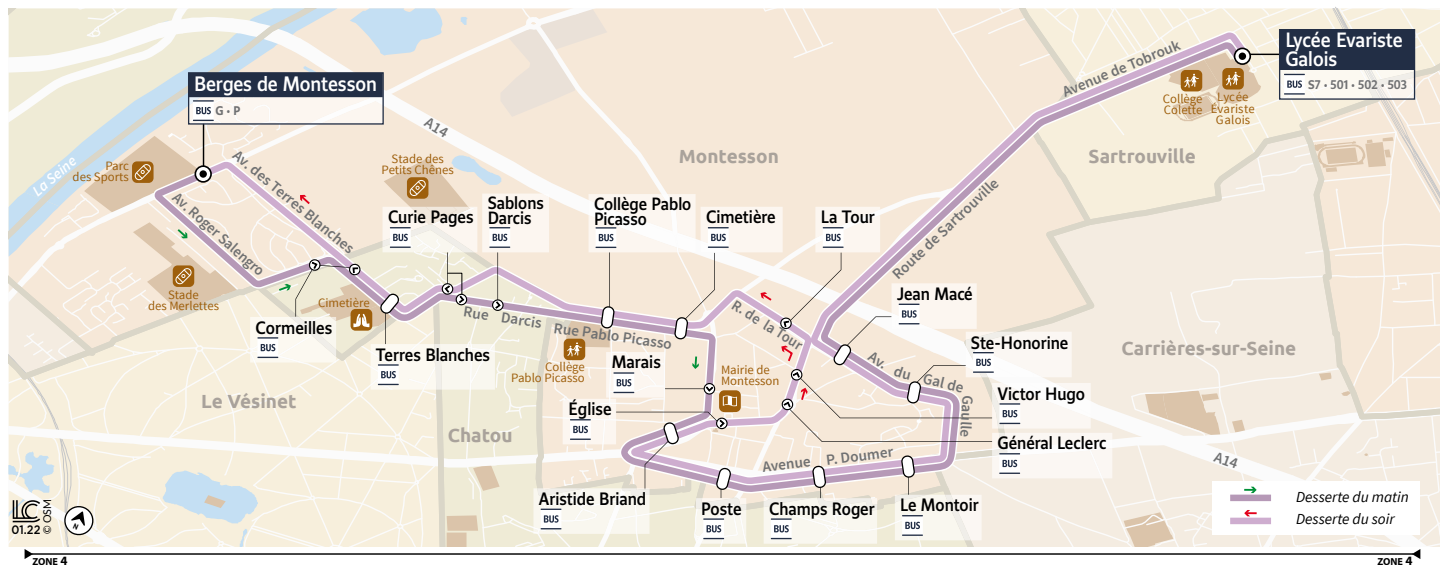 Berges de Montesson
BUS G • P
Lycée Evariste
Galois
BUS S7 • 501 • 502 • 503
Avenue de Tobrouk
Collège
Colette
Lycée
Évariste
Galois
La Seine
A14
Parc
des Sports
Av. des Terres Blanches
Stade des
Petits Chênes
Montesson
Sartrouville
Av. Roger Salengro
Stade
des Merlettes
Curie Pages
BUS
Sablons
Darcis
BUS
Collège Pablo
Picasso
BUS
Cimetière
BUS
La Tour
BUS
Route de Sartrouville
Cimetière
Cormeilles
BUS
Terres Blanches
BUS
Rue Darcis
Rue Pablo Picasso
Collège
Pablo Picasso
R. de la Tour
Jean Macé
BUS
Marais
BUS
Mairie de
Montesson
Ste-Honorine
BUS
Av. du Gal de Gaulle
Carrières-sur-Seine
Le Vésinet
Chatou
Église
BUS
Victor Hugo
BUS
Général Leclerc
BUS
Avenue P. Doumer
A14
Aristide Briand
BUS
Poste
BUS
Champs Roger
BUS
Le Montoir
BUS
Desserte du matin
Desserte du soir
LC
01.22 © OSM
N
ZONE 4
ZONE 4